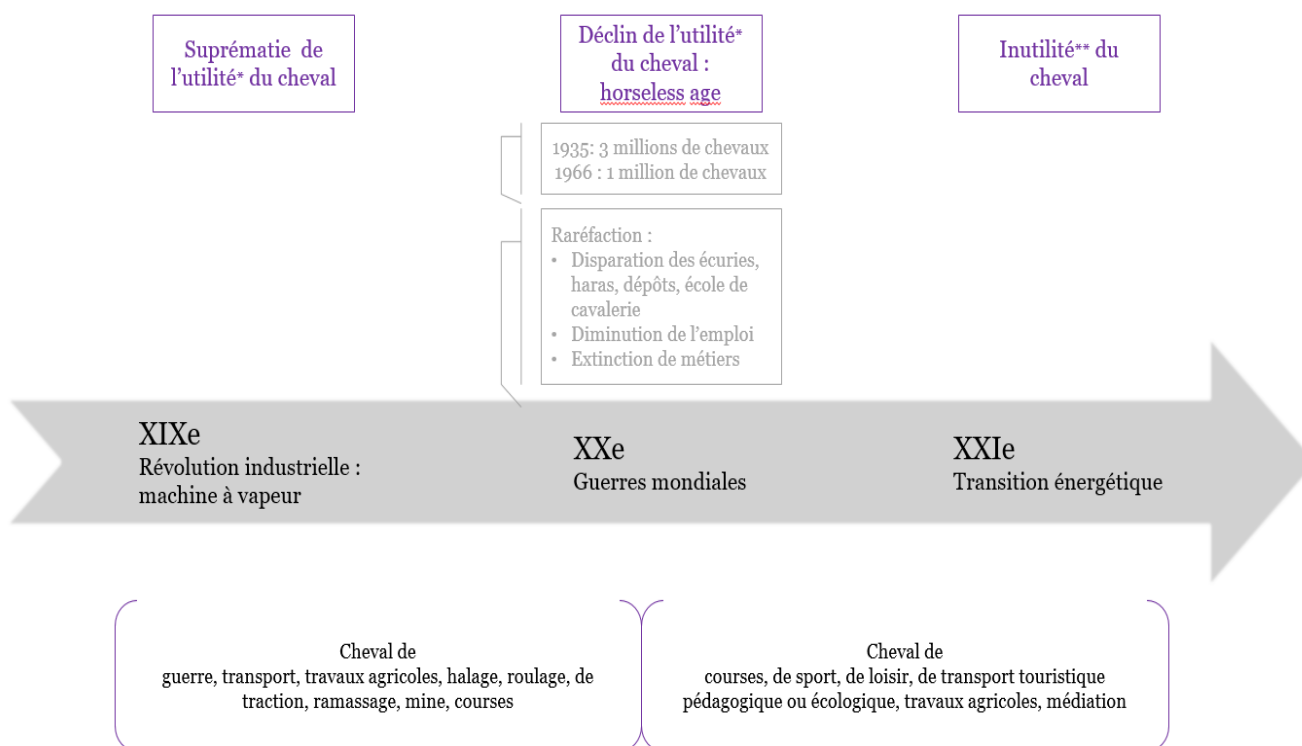 Suprématie de
l'utilité* du cheval
Déclin de l'utilité*
du cheval :
horseless age
Inutilité** du
cheval
1935: 3 millions de chevaux
1966 : 1 million de chevaux
Raréfaction :
• Disparation des écuries,
haras, dépôts, école de
cavalerie
• Diminution de l'emploi
• Extinction de métiers
XIXe
Révolution industrielle :
machine à vapeur
XXe
Guerres mondiales
XXIe
Transition énergétique
Cheval de
guerre, transport, travaux agricoles, halage, roulage, de
traction, ramassage, mine, courses
Cheval de
courses, de sport, de loisir, de transport touristique
pédagogique ou écologique, travaux agricoles, médiation